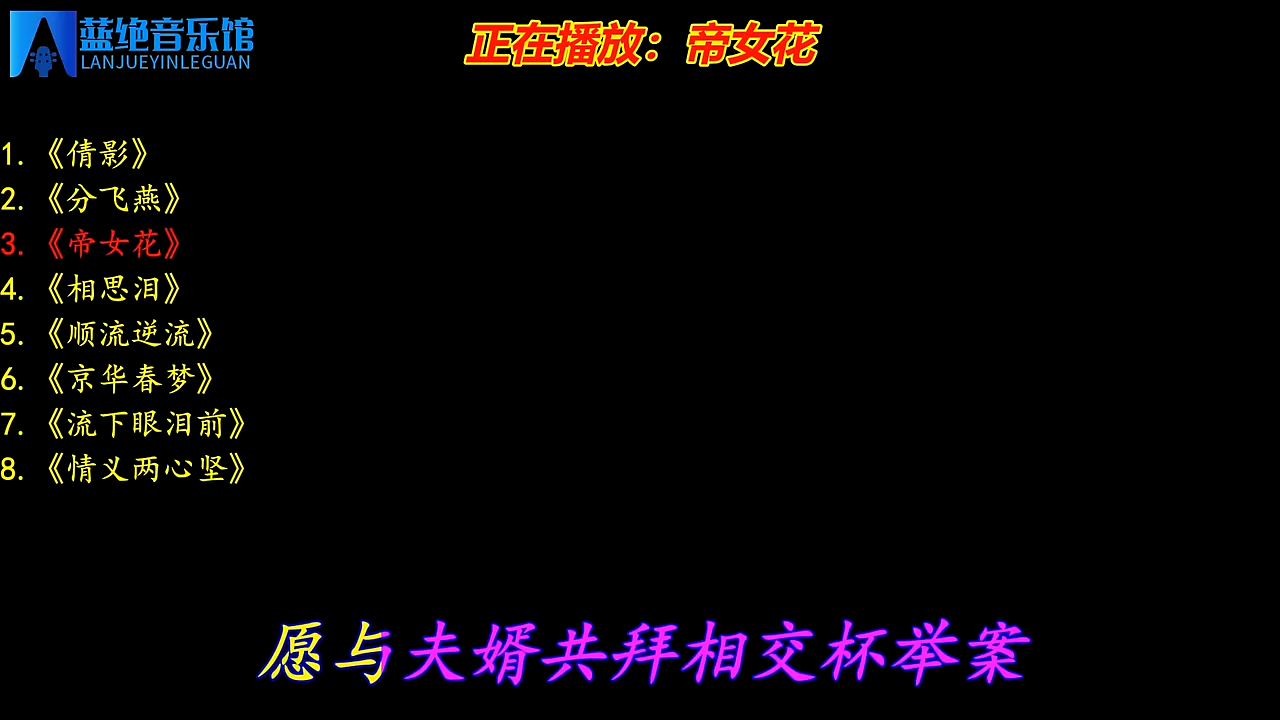 蓝绝音乐馆
LANJUEYINLEGUAN
正在播放：帝女花
1.《倩影》
2.《分飞燕》
3.《帝女花》
4.《相思泪》
5.《顺流逆流》
6.《京华春梦》
7.《流下眼泪前》
8.《情义两心坚》
愿与夫婿共拜相交杯举案